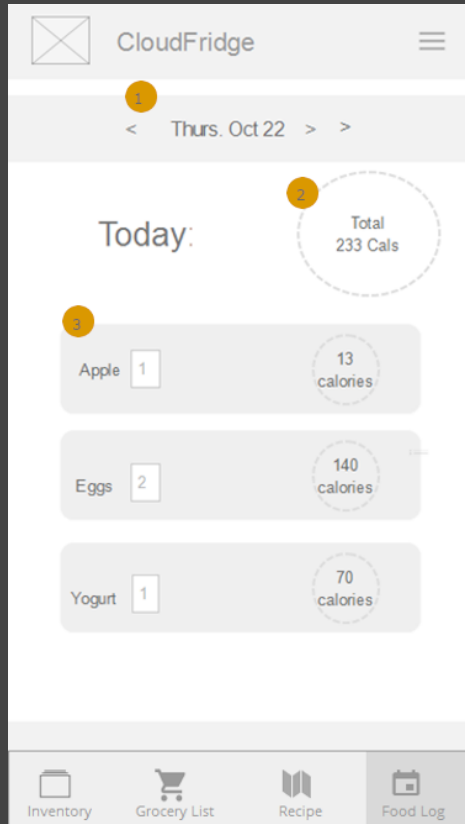 CloudFridge
1
< Thurs. Oct 22 > >
2
Total
233 Cals
Today:
3
Apple 1
13
calories
Eggs 2
140
calories
Yogurt 1
70
calories
Inventory Grocery List Recipe Food Log